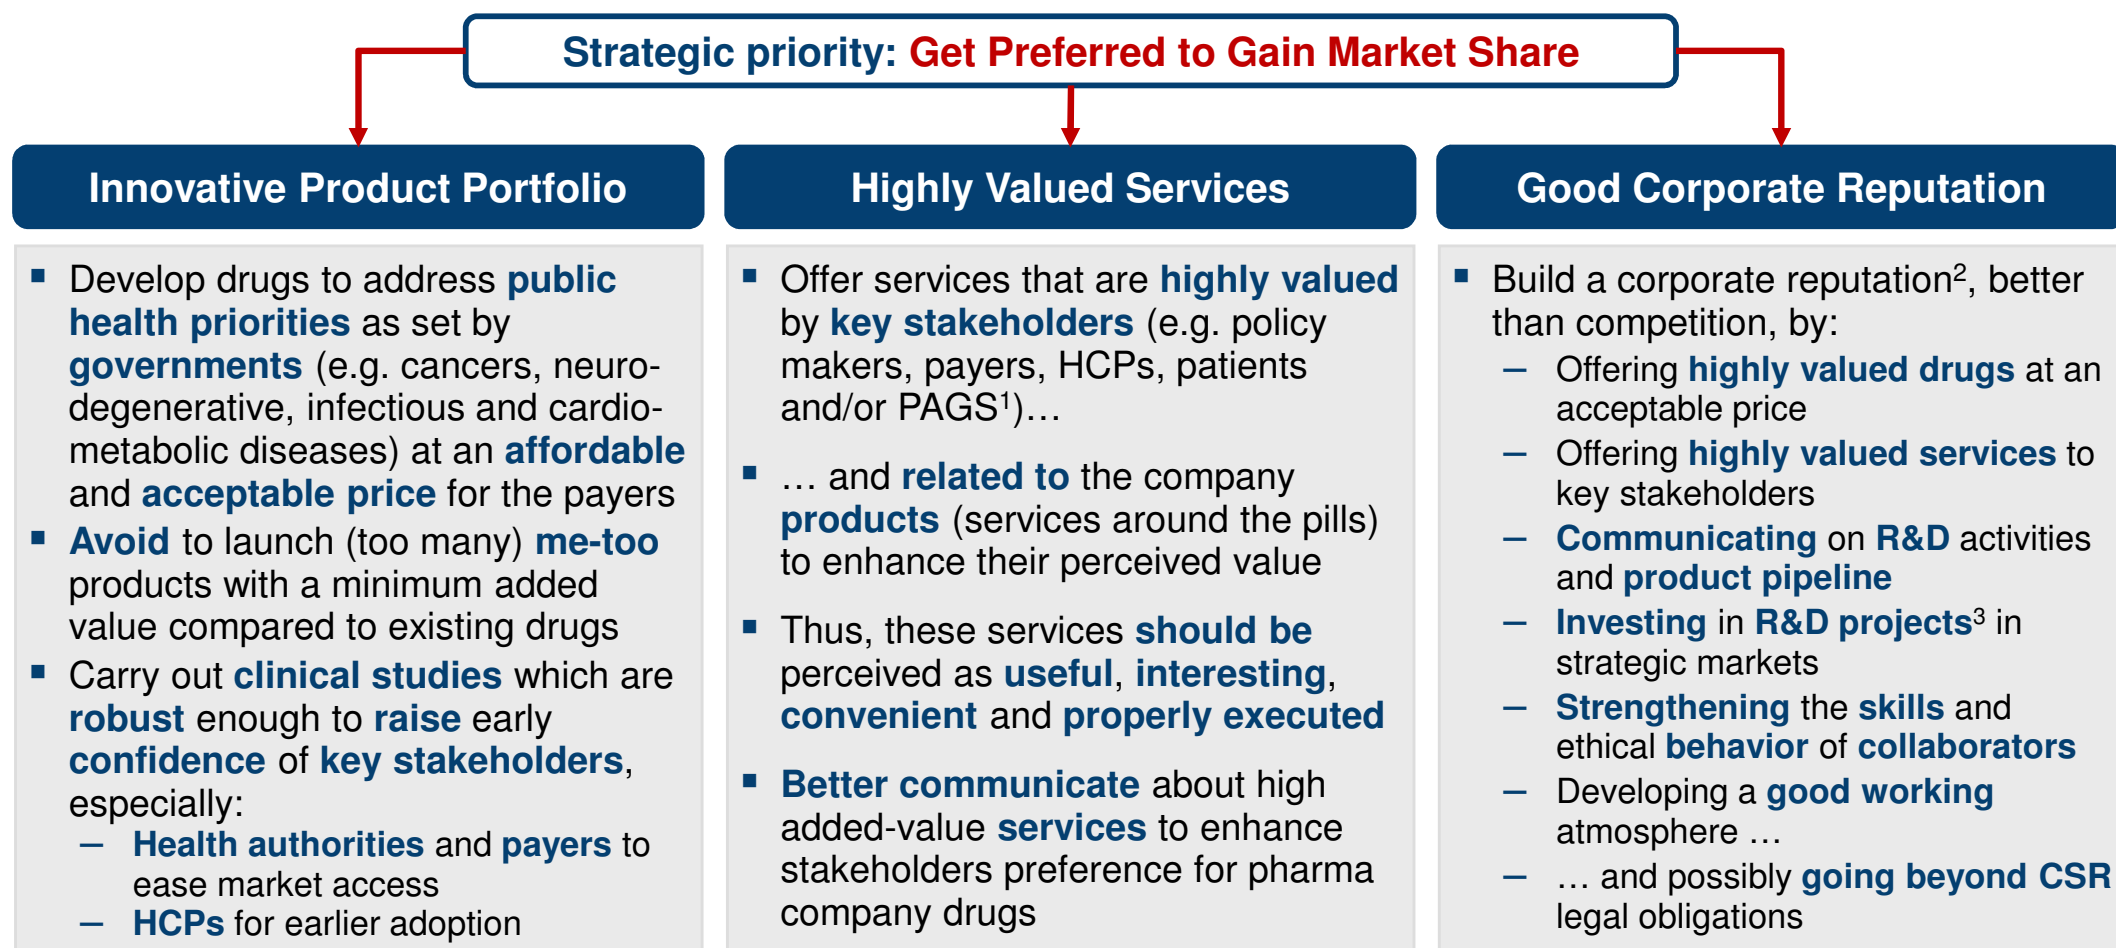 Strategic priority: Get Preferred to Gain Market Share
Innovative Product Portfolio
▪ Develop drugs to address public
health priorities as set by
governments (e.g. cancers, neuro-
degenerative, infectious and cardio-
metabolic diseases) at an affordable
and acceptable price for the payers
▪ Avoid to launch (too many) me-too
products with a minimum added
value compared to existing drugs
▪ Carry out clinical studies which are
robust enough to raise early
confidence of key stakeholders,
especially:
– Health authorities and payers to
ease market access
– HCPs for earlier adoption
Highly Valued Services
▪ Offer services that are highly valued
by key stakeholders (e.g. policy
makers, payers, HCPs, patients
and/or PAGS¹)…
▪ … and related to the company
products (services around the pills)
to enhance their perceived value
▪ Thus, these services should be
perceived as useful, interesting,
convenient and properly executed
▪ Better communicate about high
added-value services to enhance
stakeholders preference for pharma
company drugs
Good Corporate Reputation
▪ Build a corporate reputation², better
than competition, by:
– Offering highly valued drugs at an
acceptable price
– Offering highly valued services to
key stakeholders
– Communicating on R&D activities
and product pipeline
– Investing in R&D projects³ in
strategic markets
– Strengthening the skills and
ethical behavior of collaborators
– Developing a good working
atmosphere …
– … and possibly going beyond CSR
legal obligations